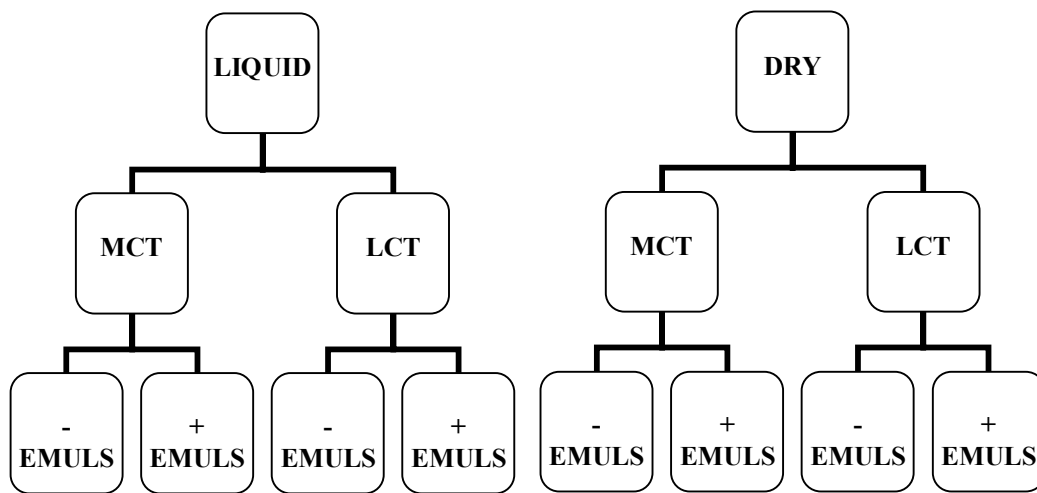 LIQUID
DRY
MCT
LCT
MCT
LCT
-
EMULS
+
EMULS
-
EMULS
+
EMULS
-
EMULS
+
EMULS
-
EMULS
+
EMULS